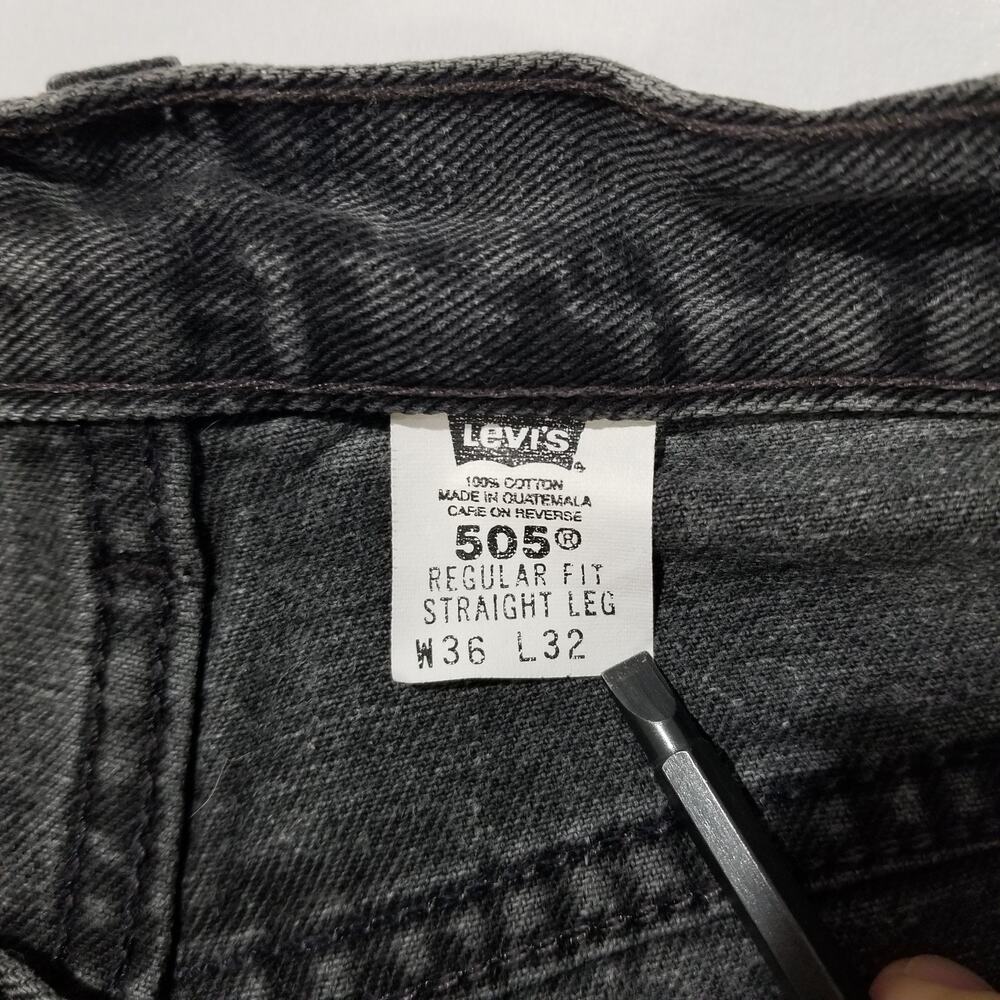 Levi's
100% COTTON
MADE IN GUATEMALA
CARE ON REVERSE
505®
REGULAR FIT
STRAIGHT LEG
W36 L32